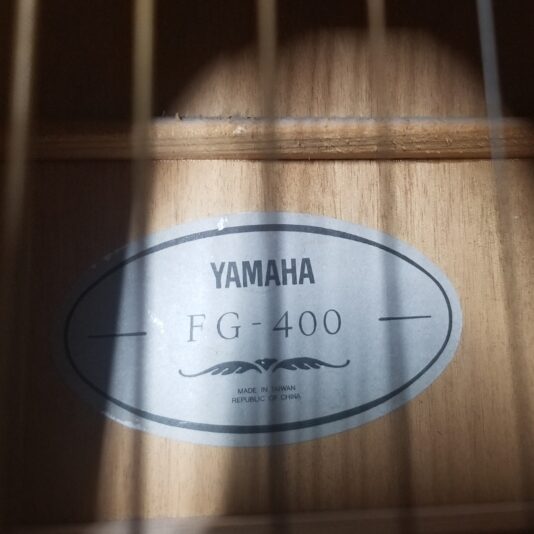 YAMAHA
FG-400
MADE IN TAIWAN
REPUBLIC OF CHINA